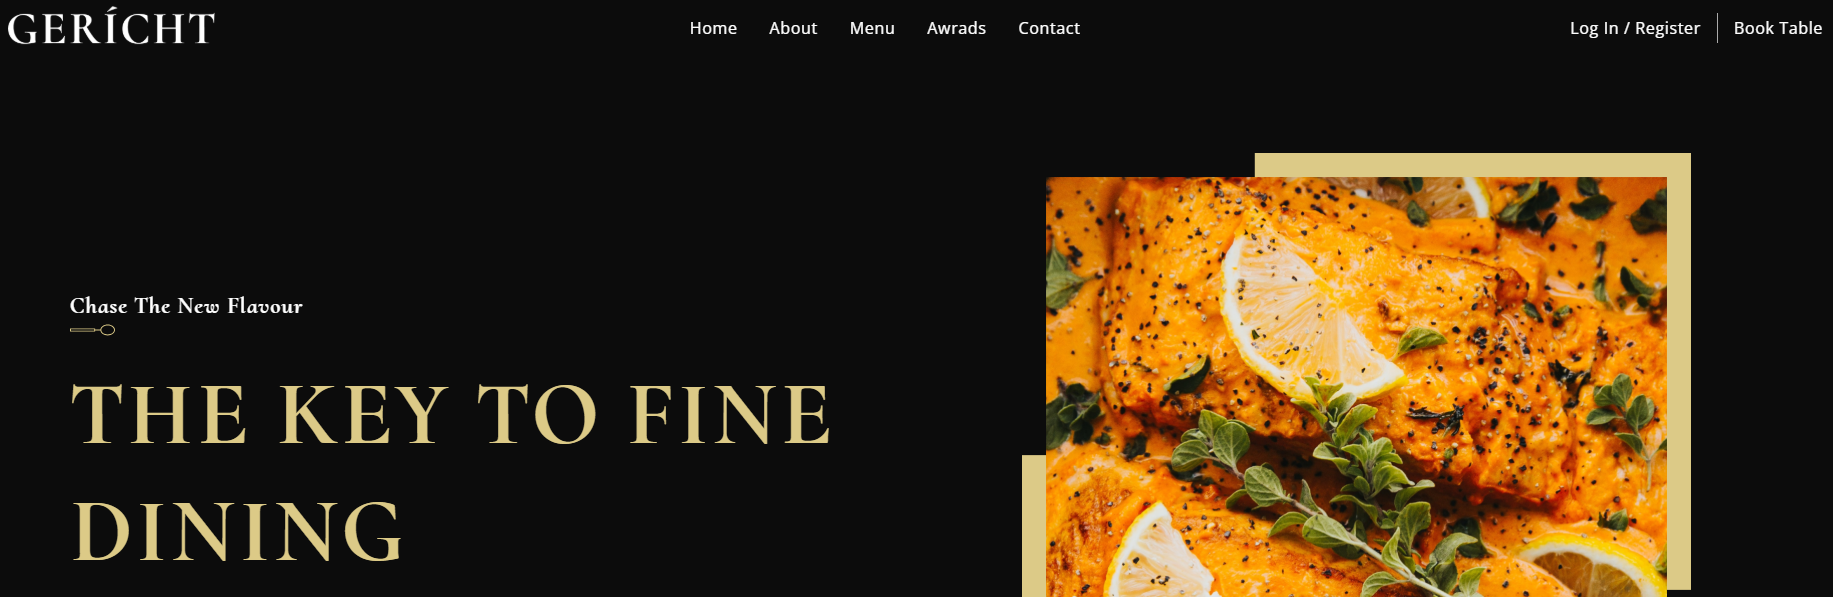 GERÍCHT
Home About Menu Awrads Contact
Log In / Register Book Table
Chase The New Flavour
THE KEY TO FINE
DINING